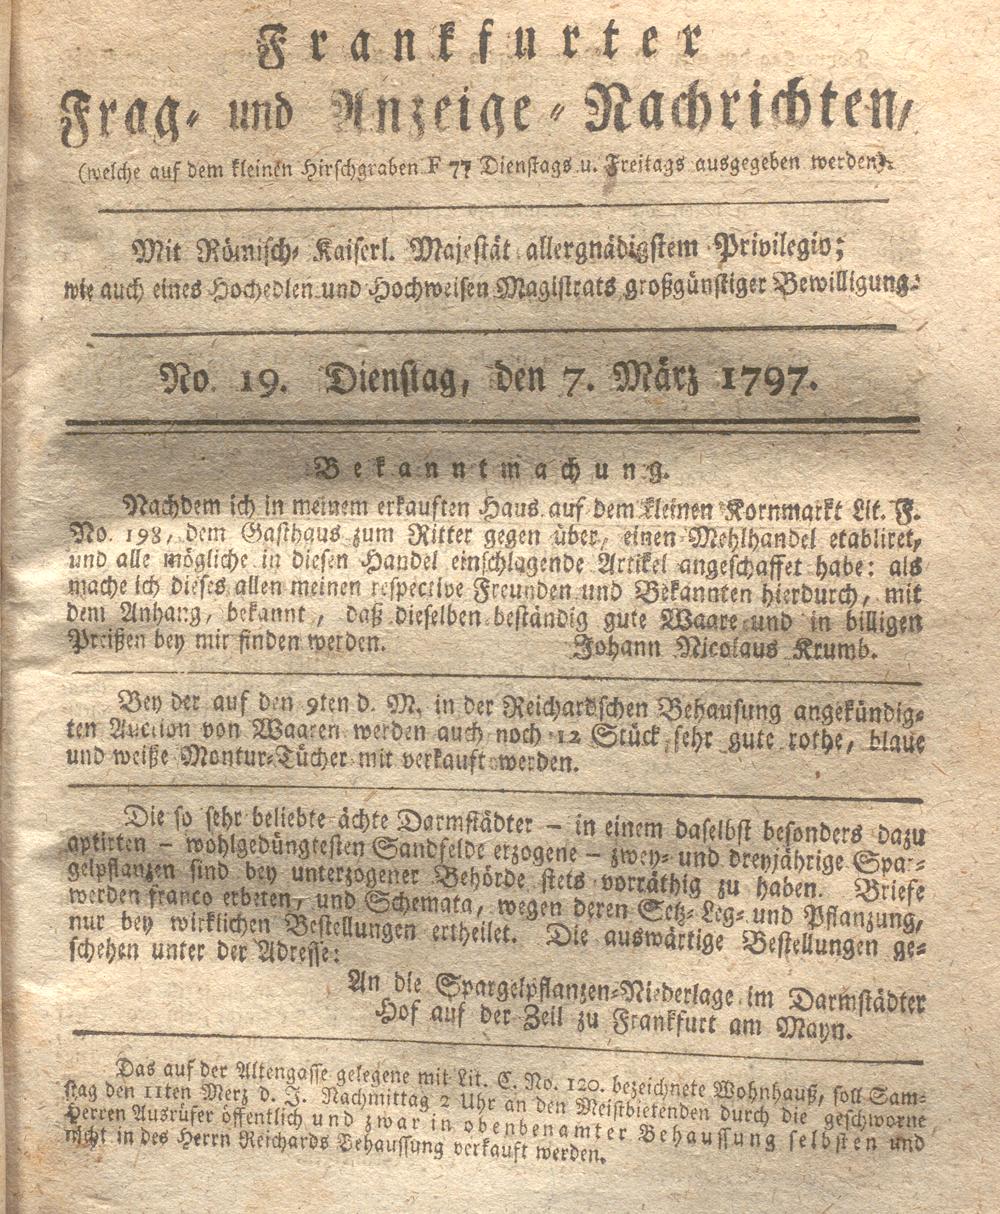 Frankfurter
Frag- und Anzeige-Nachrichten,
(welche auf dem kleinen Hirschgraben F 77 Dienstags u. Freitags ausgegeben werden).
Mit Römisch- Kaiserl. Majestät allergnädigstem Privilegio;
wie auch eines Hochedlen und Hochweisen Magistrats großgünstiger Bewilligung.
No. 19. Dienstag, den 7. März 1797.
Bekanntmachung.
Nachdem ich in meinem erkauften Haus auf dem kleinen Kornmarkt Lit. F.
No. 198, dem Gasthaus zum Ritter gegen über, einen Mehlhandel etabliret,
und alle mögliche in diesen Handel einschlagende Artikel angeschaffet habe: als
mache ich dieses allen meinen respective Freunden und Bekannten hierdurch, mit
dem Anhang, bekannt, daß dieselben beständig gute Waare und in billigen
Preißen bey mir finden werden. Johann Nicolaus Krumb.
Bey der auf den 9ten d. M. in der Reichardschen Behausung angekündig-
ten Auction von Waaren werden auch noch 12 Stück sehr gute rothe, blaue
und weiße Montur-Tücher mit verkauft werden.
Die so sehr beliebte ächte Darmstädter – in einem daselbst besonders dazu
aptirten – wohlgedüngtesten Sandfelde erzogene – zwey- und dreyjährige Spar-
gelpflanzen sind bey unterzogener Behörde stets vorräthig zu haben. Briefe
werden franco erbeten, und Schemata, wegen deren Setz- Leg- und Pflanzung,
nur bey wirklichen Bestellungen ertheilet. Die auswärtige Bestellungen ge-
schehen unter der Adresse:
An die Spargelpflanzen-Niederlage im Darmstädter
Hof auf der Zeil zu Frankfurt am Mayn.
Das auf der Altengasse gelegene mit Lit. C. No. 120. bezeichnete Wohnhauß, soll Sam-
stag den 11ten Merz d. J. Nachmittag 2 Uhr an den Meistbietenden durch die geschworne
Herren Ausrüfer öffentlich und zwar in obenbenamter Behaussung selbsten und
nicht in des Herrn Reichards Behaussung verkauft werden.